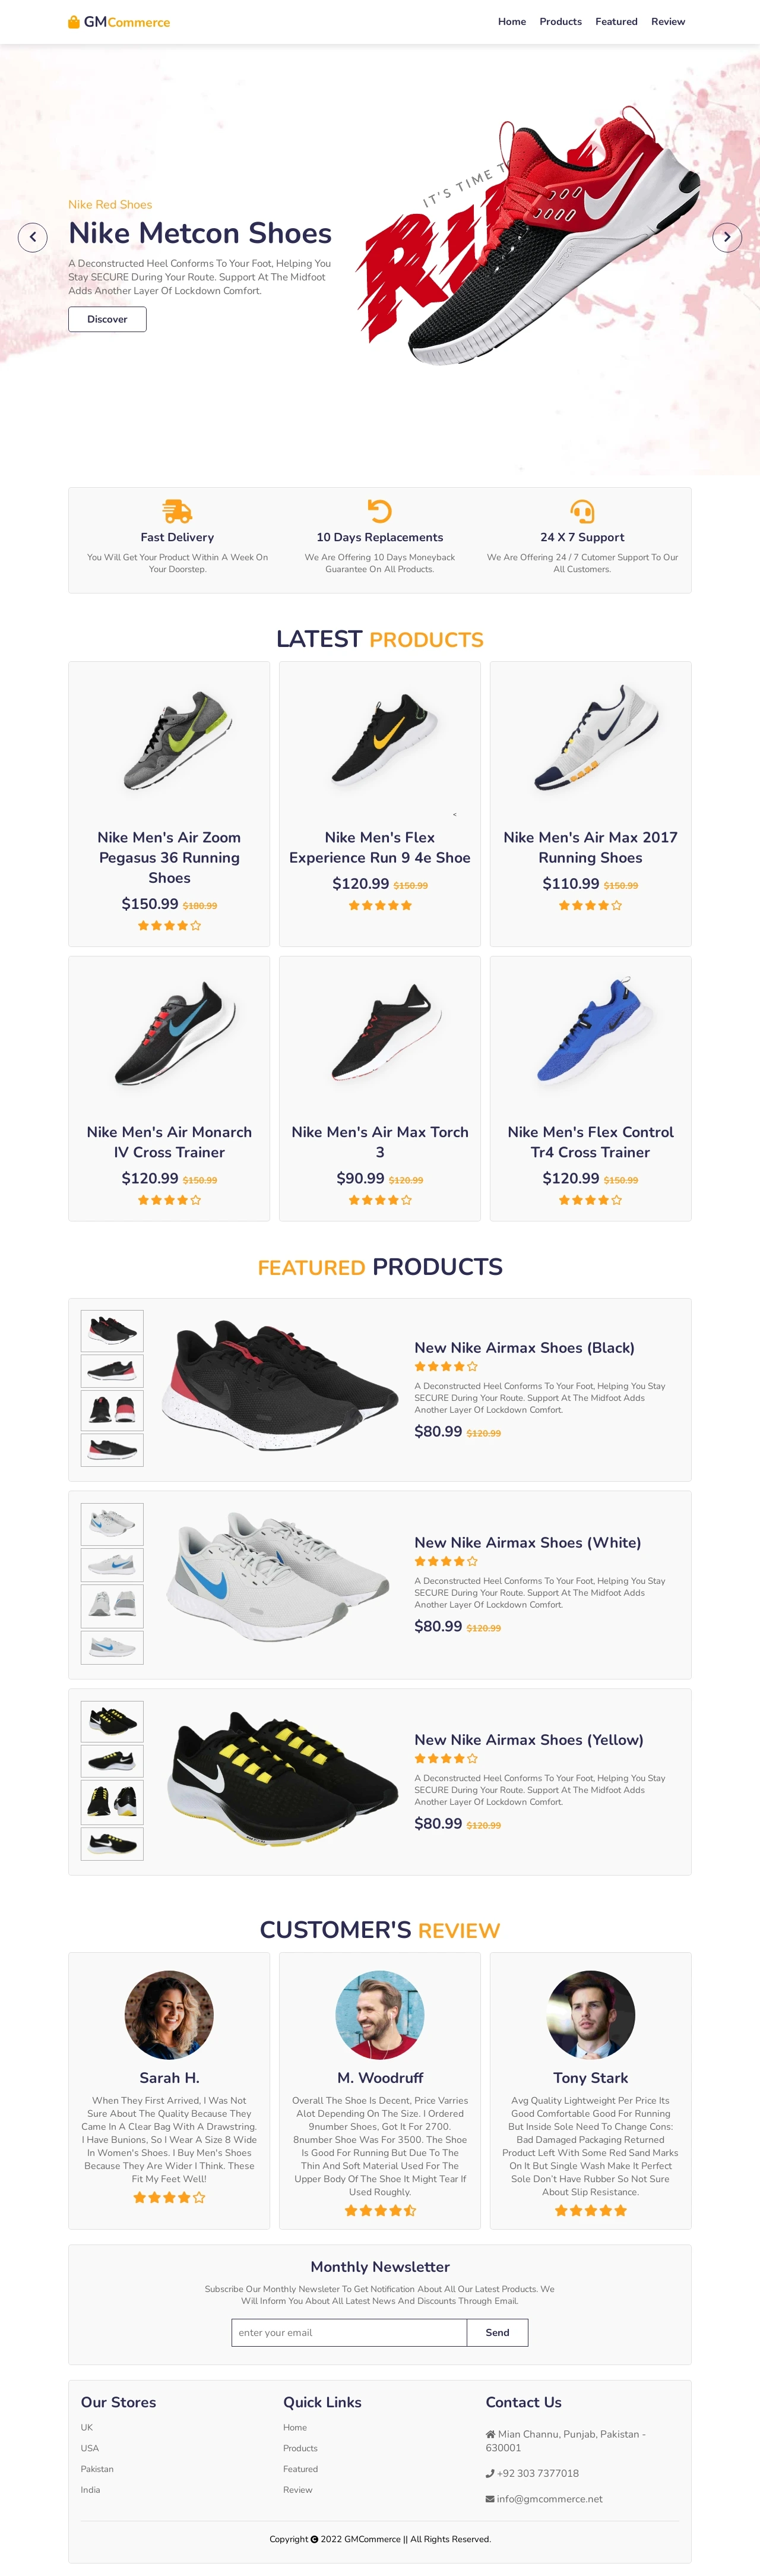 GMCommerce
Home Products Featured Review
IT'S TIME T
Nike Red Shoes
Nike Metcon Shoes
A Deconstructed Heel Conforms To Your Foot, Helping You
Stay SECURE During Your Route. Support At The Midfoot
Adds Another Layer Of Lockdown Comfort.
Discover
Fast Delivery
You Will Get Your Product Within A Week On
Your Doorstep.
10 Days Replacements
We Are Offering 10 Days Moneyback
Guarantee On All Products.
24 X 7 Support
We Are Offering 24 / 7 Cutomer Support To Our
All Customers.
LATEST PRODUCTS
Nike Men's Air Zoom
Pegasus 36 Running
Shoes
$150.99 $180.99
<
Nike Men's Flex
Experience Run 9 4e Shoe
$120.99 $150.99
Nike Men's Air Max 2017
Running Shoes
$110.99 $150.99
Nike Men's Air Monarch
IV Cross Trainer
$120.99 $150.99
Nike Men's Air Max Torch
3
$90.99 $120.99
Nike Men's Flex Control
Tr4 Cross Trainer
$120.99 $150.99
FEATURED PRODUCTS
New Nike Airmax Shoes (Black)
A Deconstructed Heel Conforms To Your Foot, Helping You Stay
SECURE During Your Route. Support At The Midfoot Adds
Another Layer Of Lockdown Comfort.
$80.99 $120.99
New Nike Airmax Shoes (White)
A Deconstructed Heel Conforms To Your Foot, Helping You Stay
SECURE During Your Route. Support At The Midfoot Adds
Another Layer Of Lockdown Comfort.
$80.99 $120.99
New Nike Airmax Shoes (Yellow)
A Deconstructed Heel Conforms To Your Foot, Helping You Stay
SECURE During Your Route. Support At The Midfoot Adds
Another Layer Of Lockdown Comfort.
$80.99 $120.99
CUSTOMER'S REVIEW
Sarah H.
When They First Arrived, I Was Not
Sure About The Quality Because They
Came In A Clear Bag With A Drawstring.
I Have Bunions, So I Wear A Size 8 Wide
In Women's Shoes. I Buy Men's Shoes
Because They Are Wider I Think. These
Fit My Feet Well!
M. Woodruff
Overall The Shoe Is Decent, Price Varries
Alot Depending On The Size. I Ordered
9number Shoes, Got It For 2700.
8number Shoe Was For 3500. The Shoe
Is Good For Running But Due To The
Thin And Soft Material Used For The
Upper Body Of The Shoe It Might Tear If
Used Roughly.
Tony Stark
Avg Quality Lightweight Per Price Its
Good Comfortable Good For Running
But Inside Sole Need To Change Cons:
Bad Damaged Packaging Returned
Product Left With Some Red Sand Marks
On It But Single Wash Make It Perfect
Sole Don't Have Rubber So Not Sure
About Slip Resistance.
Monthly Newsletter
Subscribe Our Monthly Newsleter To Get Notification About All Our Latest Products. We
Will Inform You About All Latest News And Discounts Through Email.
enter your email Send
Our Stores
UK
USA
Pakistan
India
Quick Links
Home
Products
Featured
Review
Contact Us
Mian Channu, Punjab, Pakistan -
630001
+92 303 7377018
info@gmcommerce.net
Copyright © 2022 GMCommerce || All Rights Reserved.